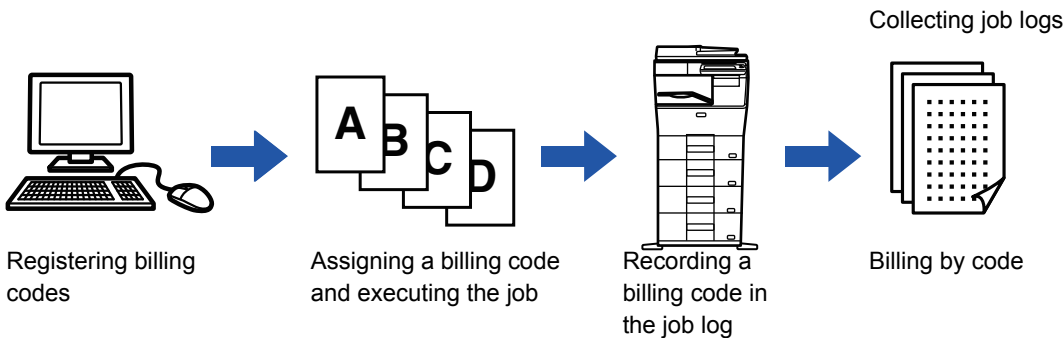 Collecting job logs
A
B
C
D
Registering billing
codes
Assigning a billing code
and executing the job
Recording a
billing code in
the job log
Billing by code